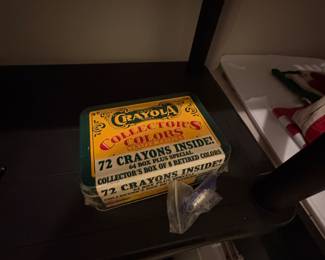 CRAYOLA
COLLECTOR'S
COLORS
72 CRAYONS INSIDE!
64 BOX PLUS SPECIAL
COLLECTOR'S BOX OF 8 RETIRED COLORS
72 CRAYONS INSIDE!